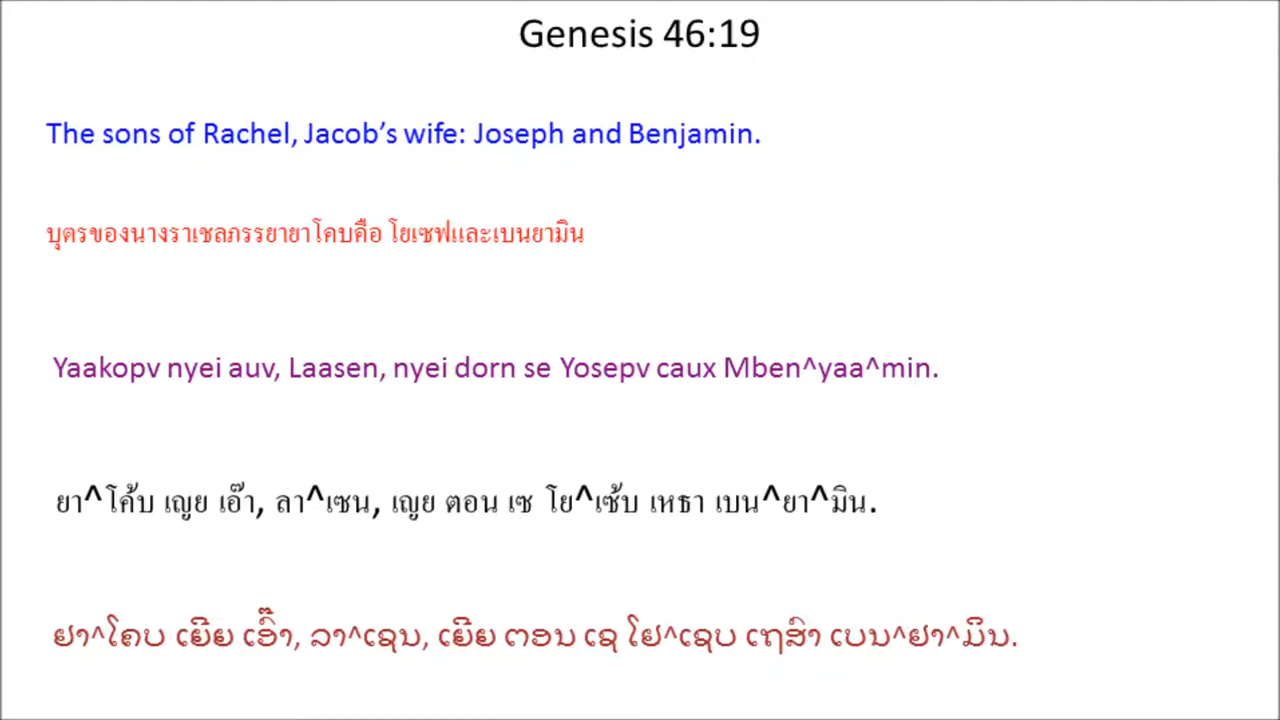 Genesis 46:19
The sons of Rachel, Jacob’s wife: Joseph and Benjamin.
บุตรของนางราเชลภรรยายาโคบคือ โยเซฟและเบนยามิน
Yaakopv nyei auv, Laasen, nyei dorn se Yosepv caux Mben^yaa^min.
ยา^โค้บ เญย เอ๊า, ลา^เซน, เญย ตอน เซ โย^เซ้บ เหธา เบน^ยา^มิน.
ຢາ^ໂຄບ ເຍີຍ ເອົ໊າ, ລາ^ເຊນ, ເຍີຍ ຕອນ ເຊ ໂຢ^ເຊບ ເຖສົາ ເບນ^ຢາ^ມິນ.